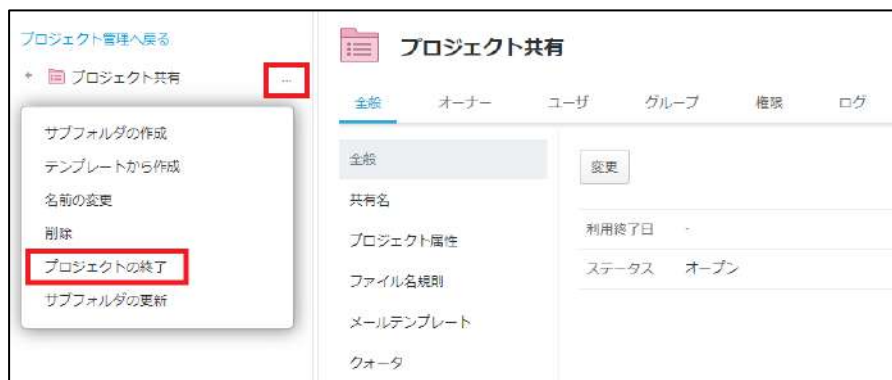 プロジェクト管理へ戻る
プロジェクト共有
...
サブフォルダの作成
テンプレートから作成
名前の変更
削除
プロジェクトの終了
サブフォルダの更新
プロジェクト共有
全般 オーナー ユーザ グループ 権限 ログ
全般
共有名
プロジェクト属性
ファイル名規則
メールテンプレート
クォータ
変更
利用終了日 -
ステータス オープン